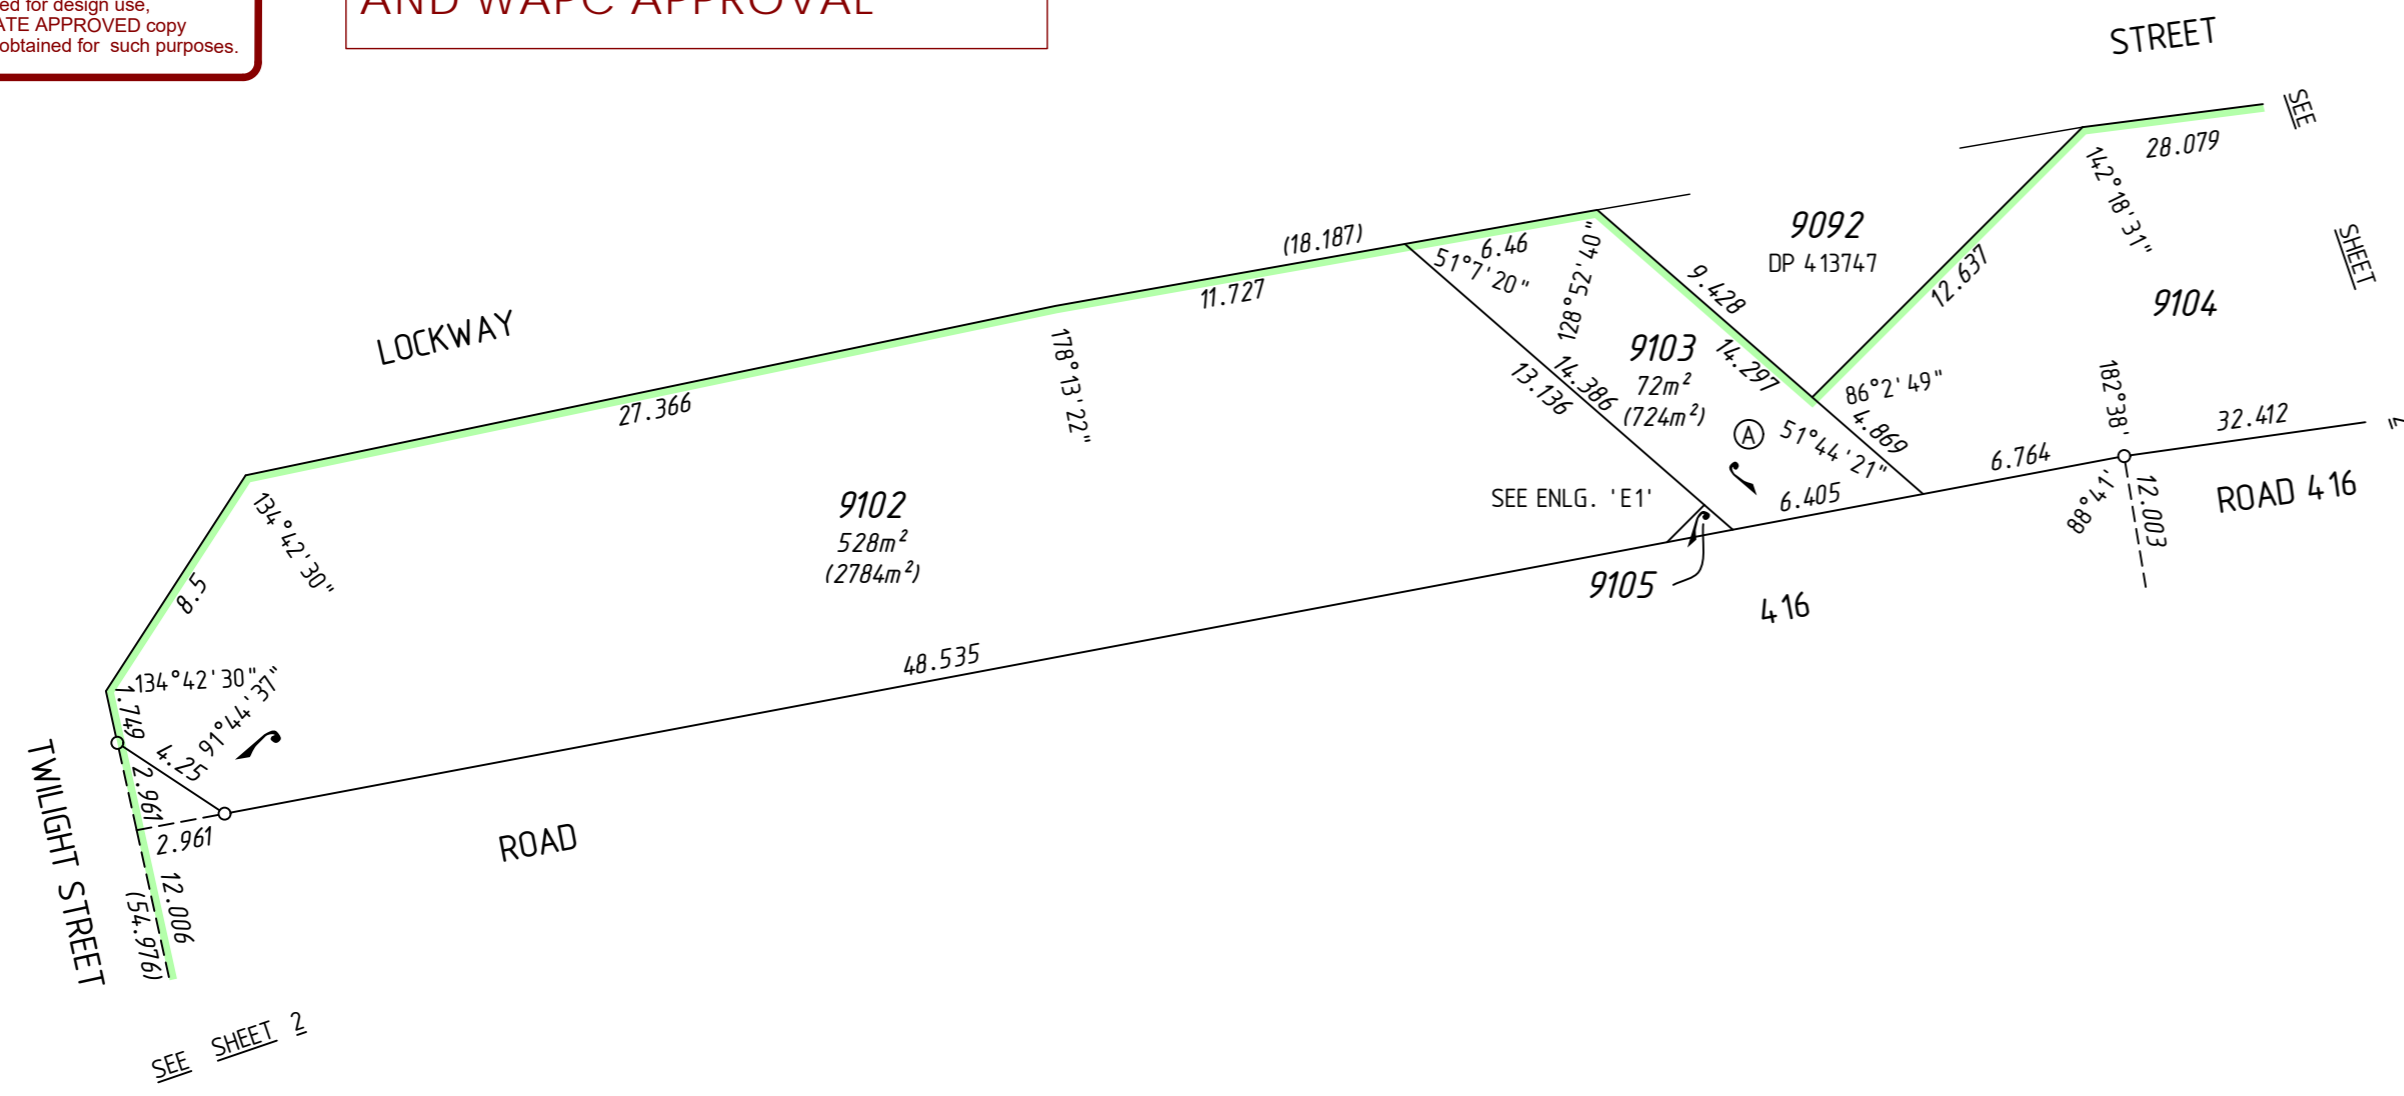 ed for design use,
ATE APPROVED copy
obtained for such purposes.
AND WAPC APPROVAL
STREET
SEE
SHEET
28.079
142°18'31"
9092
DP 413747
12.637
9104
(18.187)
6.46
51°7'20"
128°52'40"
9.428
11.727
LOCKWAY
9103
72m²
(724m²)
14.297
14.386
13.136
A
86°2'49"
4.869
51°44'21"
182°38'
32.412
6.764
6.405
ROAD 416
88°41'
12.003
27.366
178°13'22"
134°42'30"
9102
528m²
(2784m²)
SEE ENLG. 'E1'
9105
416
8.5
48.535
134°42'30"
1.749
91°44'37"
4.25
2.961
2.961
TWILIGHT STREET
ROAD
12.006
(54.976)
SEE SHEET 2